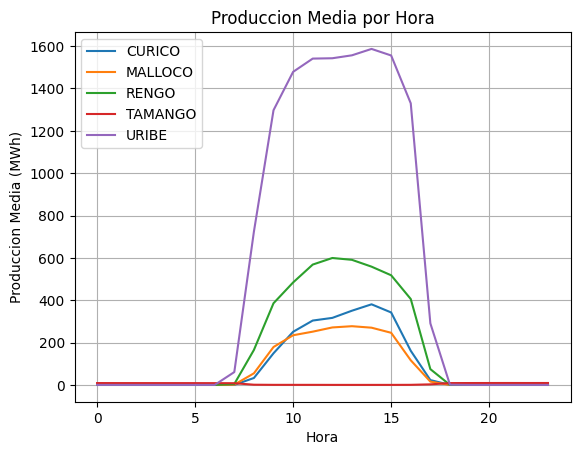 Produccion Media por Hora
CURICO
MALLOCO
RENGO
TAMANGO
URIBE
Produccion Media (MWh)
1600
1400
1200
1000
800
600
400
200
0
0 5 10 15 20
Hora